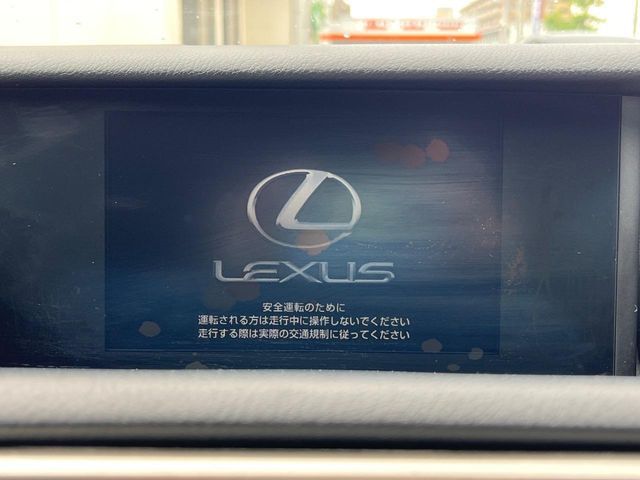 LEXUS
安全運転のために
運転される方は走行中に操作しないでください
走行する際は実際の交通規制に従ってください